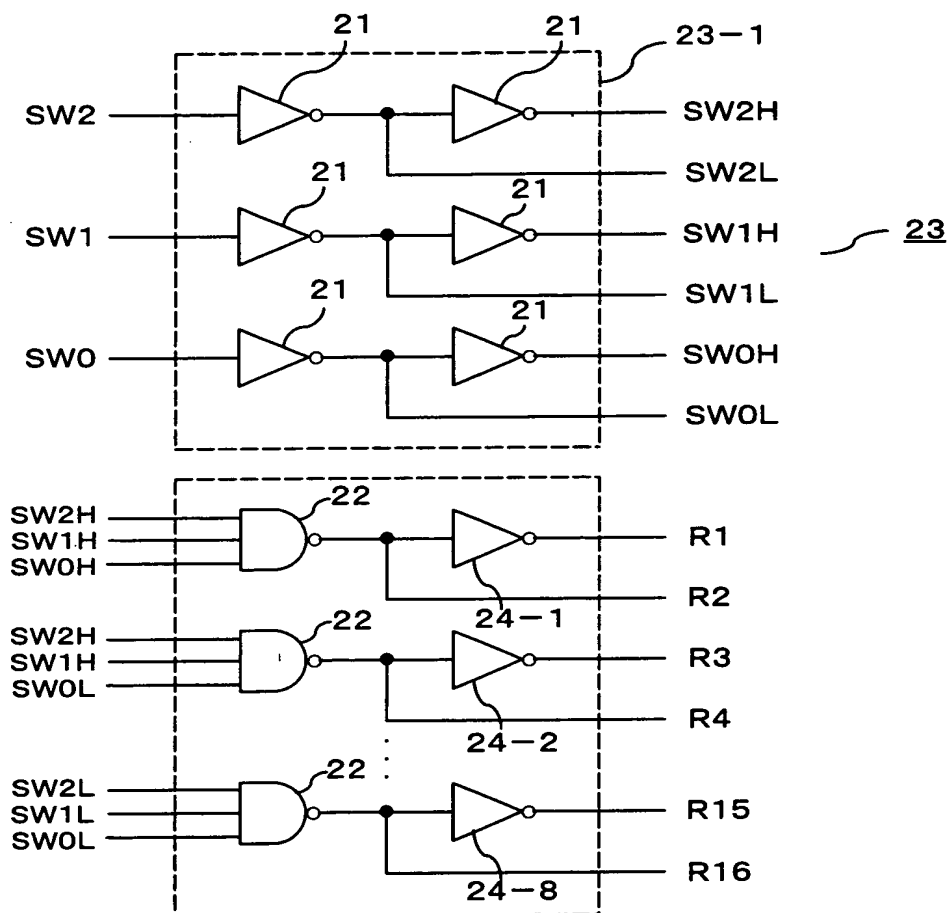 21 21 23-1
SW2 SW2H
SW2L
21 21
SW1 SW1H
23
SW1L
21 21
SW0 SW0H
SW0L
22
SW2H
SW1H R1
SW0H
R2
24-1
22
SW2H
SW1H R3
SW0L
R4
24-2
22
SW2L
SW1L R15
SW0L
R16
24-8